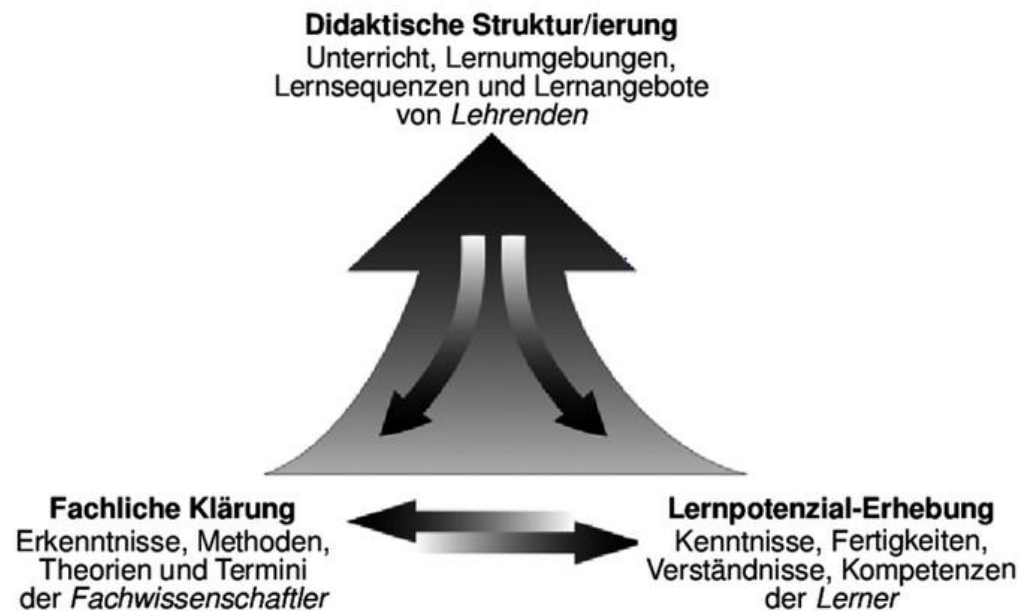 Didaktische Struktur/ierung
Unterricht, Lernumgebungen,
Lernsequenzen und Lernangebote
von Lehrenden
Fachliche Klärung
Erkenntnisse, Methoden,
Theorien und Termini
der Fachwissenschaftler
Lernpotenzial-Erhebung
Kenntnisse, Fertigkeiten,
Verständnisse, Kompetenzen
der Lerner